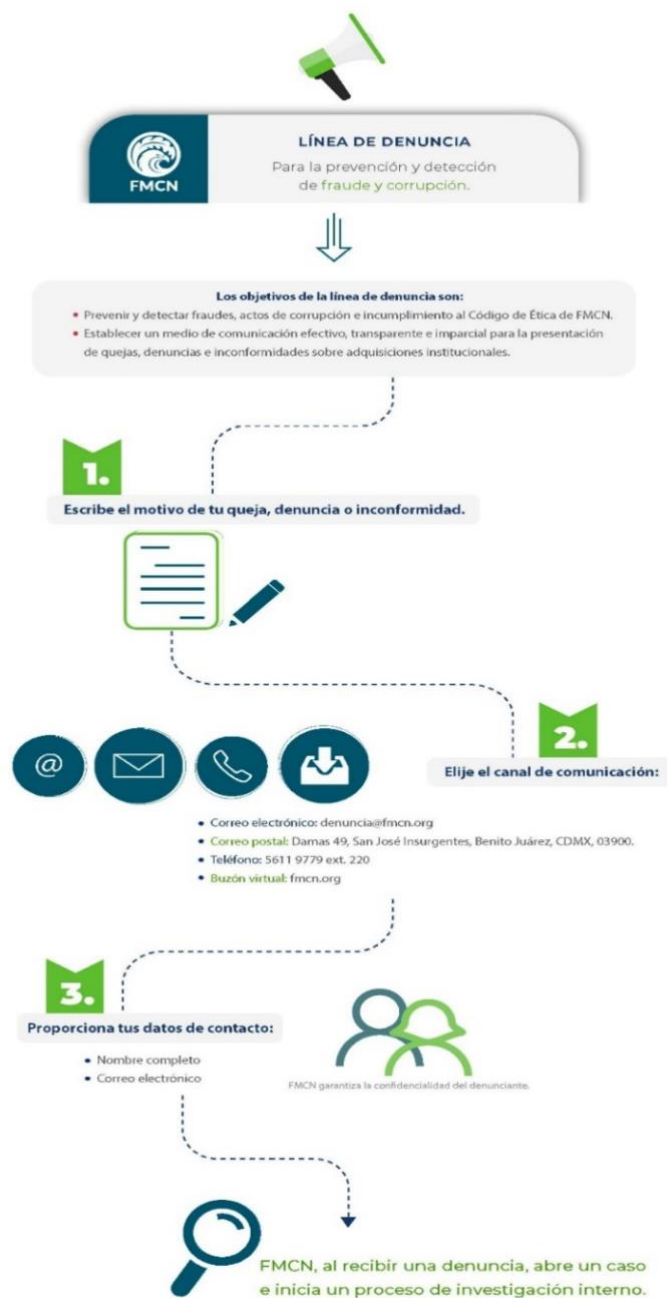 FMCN
LÍNEA DE DENUNCIA
Para la prevención y detección
de fraude y corrupción.
Los objetivos de la línea de denuncia son:
• Prevenir y detectar fraudes, actos de corrupción e incumplimiento al Código de Ética de FMCN.
• Establecer un medio de comunicación efectivo, transparente e imparcial para la presentación
de quejas, denuncias e inconformidades sobre adquisiciones institucionales.
1.
Escribe el motivo de tu queja, denuncia o inconformidad.
2.
Elije el canal de comunicación:
@
• Correo electrónico: denuncia@fmcn.org
• Correo postal: Damas 49, San José Insurgentes, Benito Juárez, CDMX, 03900.
• Teléfono: 5611 9779 ext. 220
• Buzón virtual: fmcn.org
3.
Proporciona tus datos de contacto:
• Nombre completo
• Correo electrónico
FMCN garantiza la confidencialidad del denunciante.
FMCN, al recibir una denuncia, abre un caso
e inicia un proceso de investigación interno.